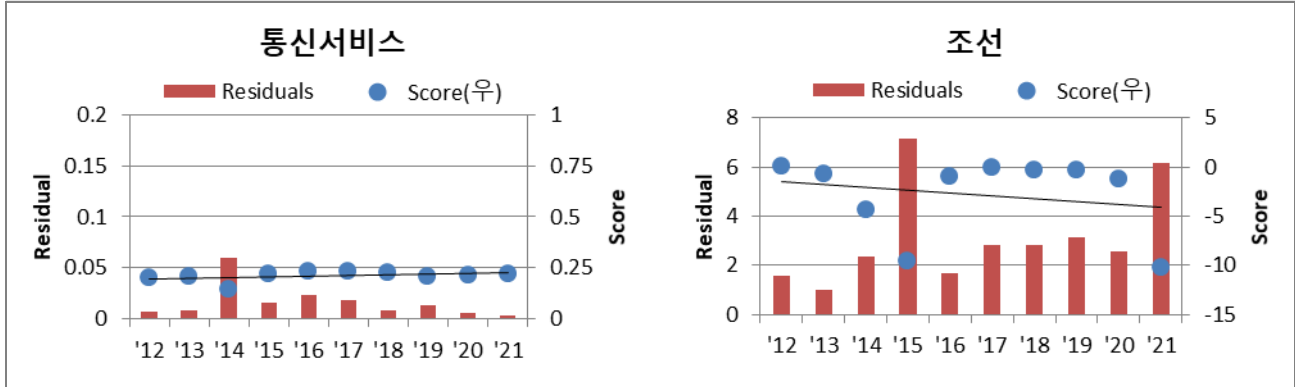 통신서비스
Residuals Score(우)
0.2
0.15
0.1
0.05
0
Residual
1
0.75
0.5
0.25
0
Score
'12 '13 '14 '15 '16 '17 '18 '19 '20 '21
조선
Residuals Score(우)
8
6
4
2
0
Residual
5
0
-5
-10
-15
Score
'12 '13 '14 '15 '16 '17 '18 '19 '20 '21